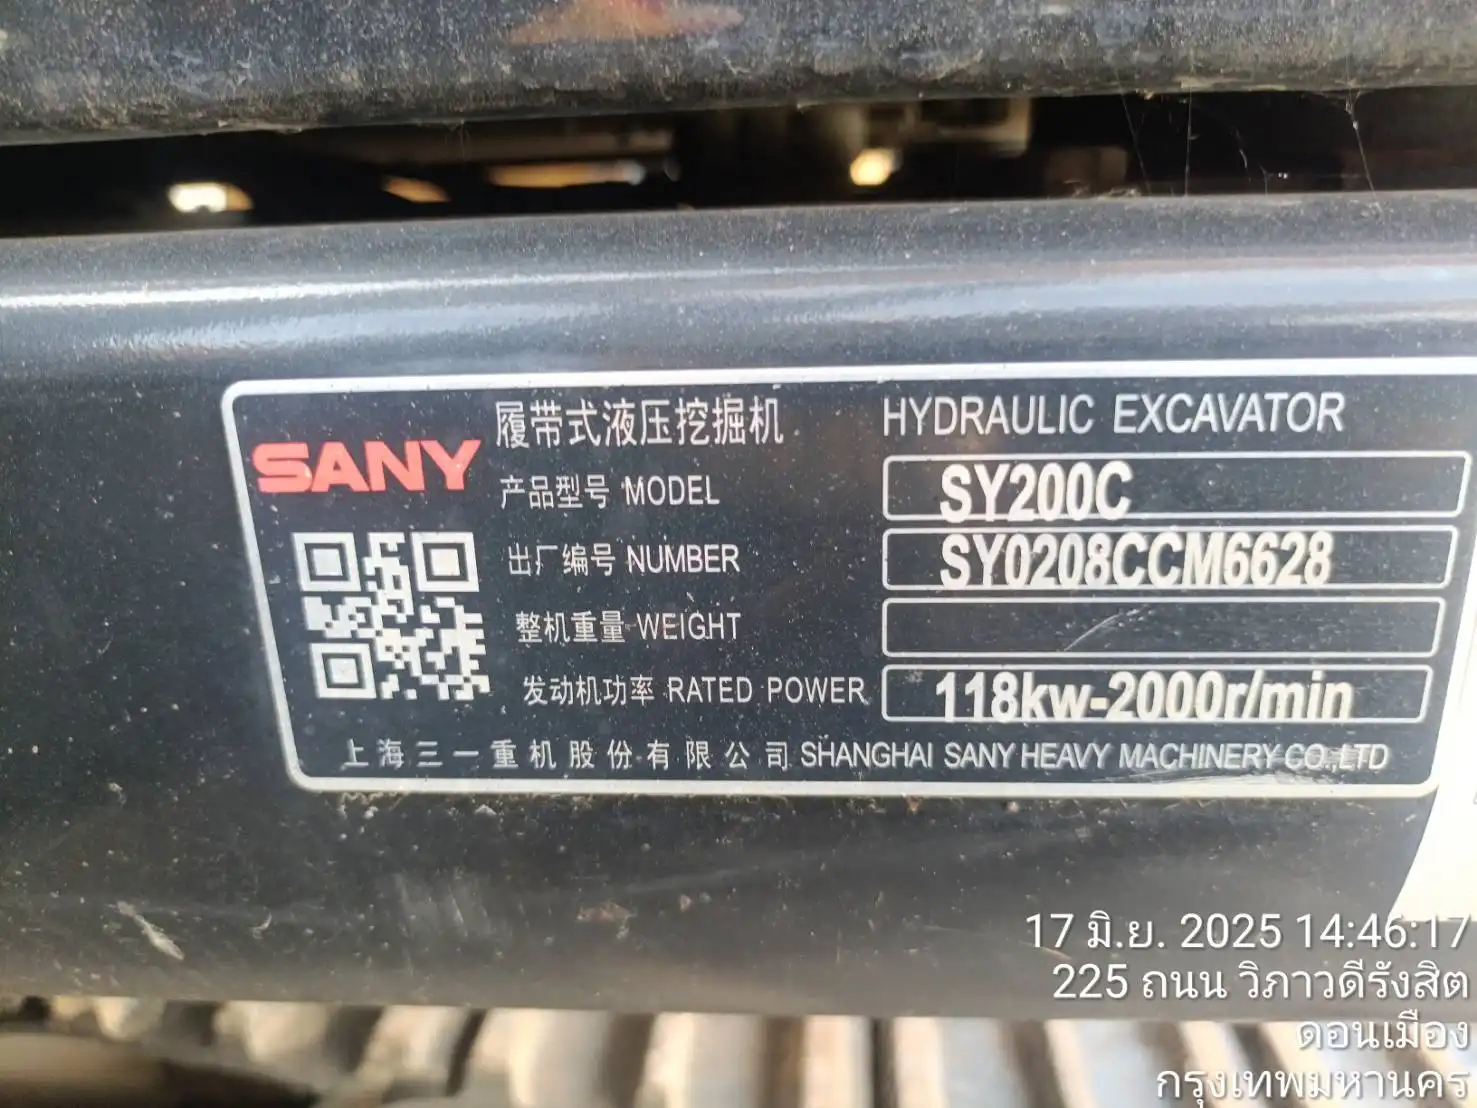 SANY
履带式液压挖掘机 HYDRAULIC EXCAVATOR
产品型号 MODEL SY200C
出厂编号 NUMBER SY0208CCM6628
整机重量 WEIGHT
发动机功率 RATED POWER 118kw-2000r/min
上海三一重机股份有限公司 SHANGHAI SANY HEAVY MACHINERY CO.,LTD
17 มิ.ย. 2025 14:46:17
225 ถนน วิภาวดีรังสิต
ดอนเมือง
กรุงเทพมหานคร